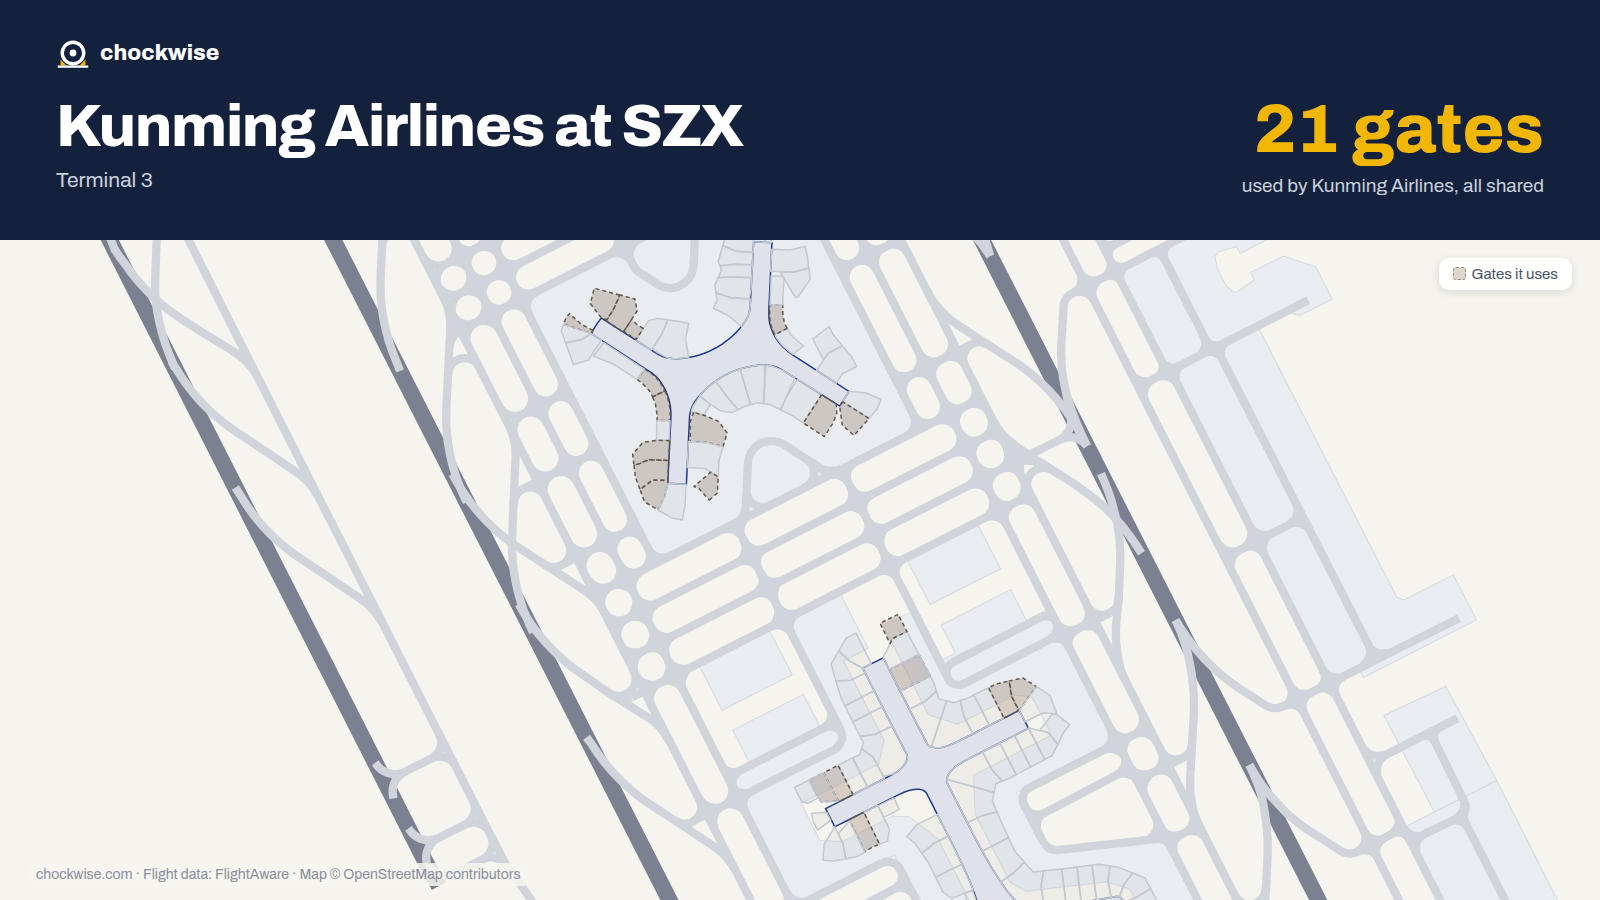 chockwise
Kunming Airlines at SZX
Terminal 3
21 gates
used by Kunming Airlines, all shared
Gates it uses
chockwise.com · Flight data: FlightAware · Map © OpenStreetMap contributors